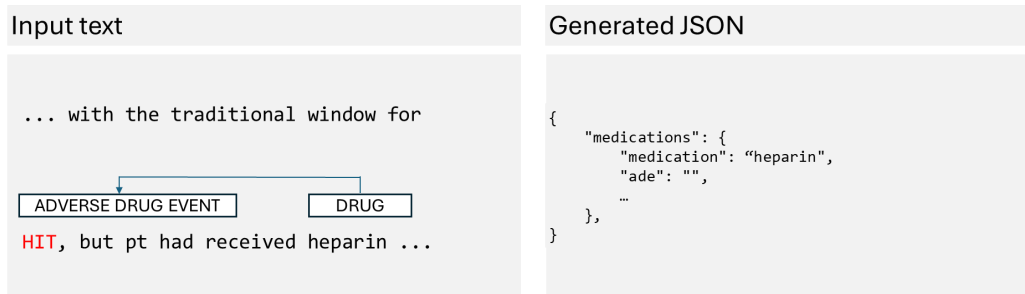 Input text
Generated JSON
... with the traditional window for
ADVERSE DRUG EVENT
DRUG
HIT, but pt had received heparin ...
{
"medications": {
"medication": “heparin",
"ade": "",
…
},
}